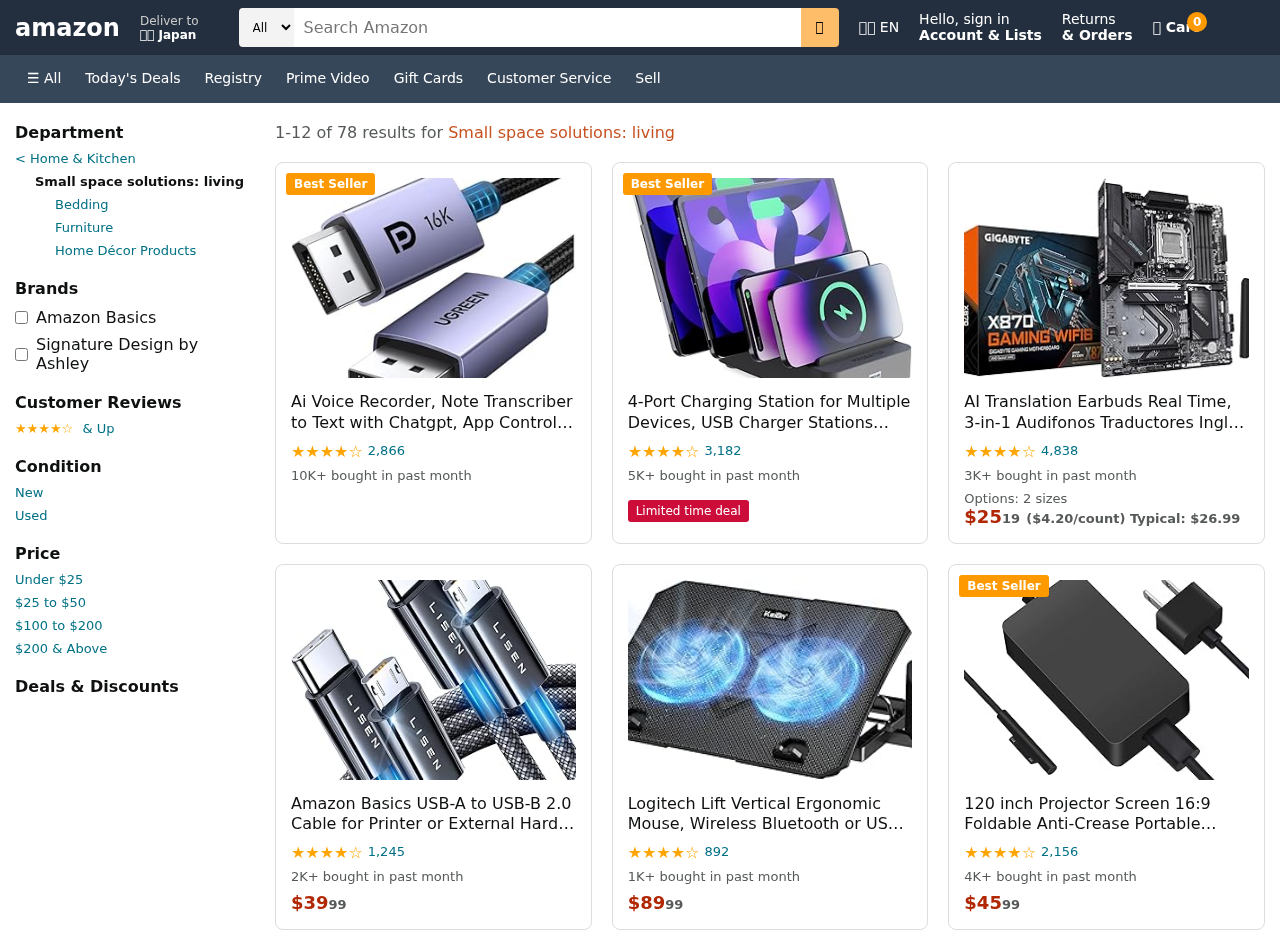 amazon
Deliver to
Japan
All
Search Amazon
EN
Hello, sign in
Account & Lists
Returns
& Orders
0
☰ All
Today's Deals
Registry
Prime Video
Gift Cards
Customer Service
Sell
Department
< Home & Kitchen
Small space solutions: living
Bedding
Furniture
Home Décor Products
Brands
Amazon Basics
Signature Design by
Ashley
Customer Reviews
★★★★☆ & Up
Condition
New
Used
Price
Under $25
$25 to $50
$100 to $200
$200 & Above
Deals & Discounts
1-12 of 78 results for Small space solutions: living
Best Seller
16K
UGREEN
Ai Voice Recorder, Note Transcriber
to Text with Chatgpt, App Control...
★★★★☆ 2,866
10K+ bought in past month
Best Seller
4-Port Charging Station for Multiple
Devices, USB Charger Stations...
★★★★☆ 3,182
5K+ bought in past month
Limited time deal
GIGABYTE
X870
GAMING WIFI6
GIGABYTE GAMING MOTHERBOARD
AI Translation Earbuds Real Time,
3-in-1 Audifonos Traductores Ingl...
★★★★☆ 4,838
3K+ bought in past month
Options: 2 sizes
$25 19 ($4.20/count) Typical: $26.99
LISEN
LISEN
LISEN
LISEN
Amazon Basics USB-A to USB-B 2.0
Cable for Printer or External Hard...
★★★★☆ 1,245
2K+ bought in past month
$39 99
Logitech Lift Vertical Ergonomic
Mouse, Wireless Bluetooth or US...
★★★★☆ 892
1K+ bought in past month
$89 99
Best Seller
120 inch Projector Screen 16:9
Foldable Anti-Crease Portable...
★★★★☆ 2,156
4K+ bought in past month
$45 99